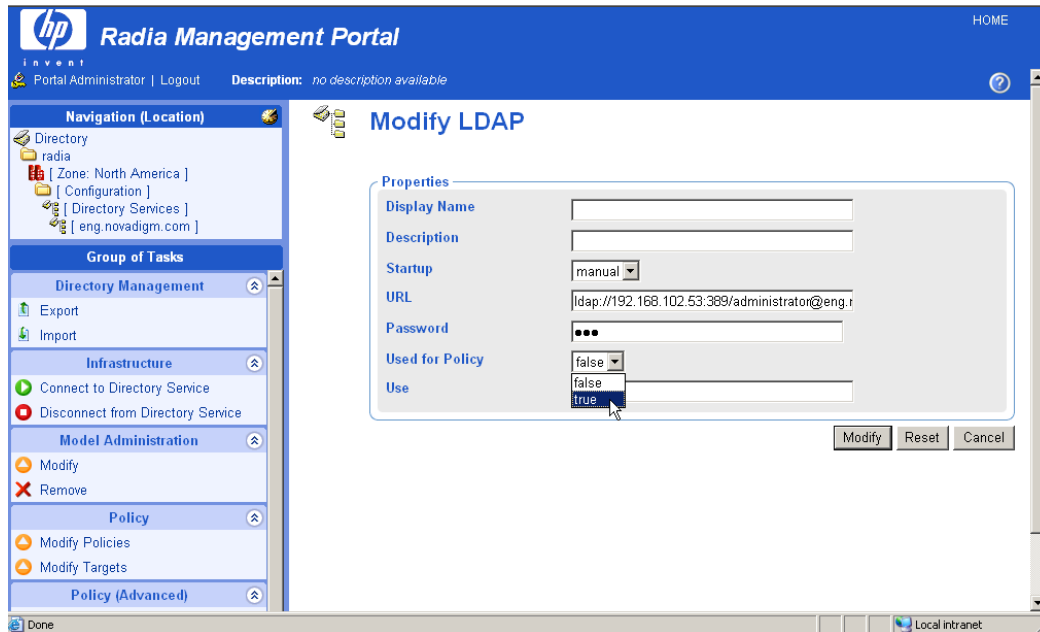 hp
invent
Radia Management Portal
HOME
Portal Administrator | Logout
Description: no description available
?
Navigation (Location)
Directory
radia
[ Zone: North America ]
[ Configuration ]
[ Directory Services ]
[ eng.novadigm.com ]
Group of Tasks
Directory Management
Export
Import
Infrastructure
Connect to Directory Service
Disconnect from Directory Service
Model Administration
Modify
Remove
Policy
Modify Policies
Modify Targets
Policy (Advanced)
Modify LDAP
Properties
Display Name
Description
Startup
manual
URL
ldap://192.168.102.53:389/administrator@eng.
Password
●●●
Used for Policy
false
false
true
Use
Modify
Reset
Cancel
Done
Local intranet